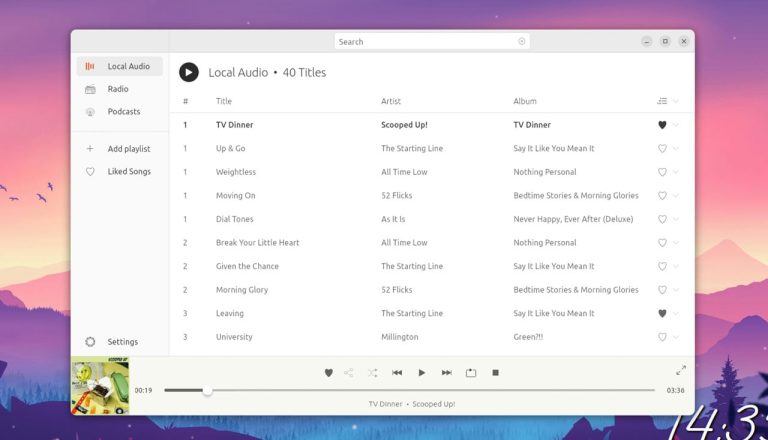 Search
Local Audio
Radio
Podcasts
Add playlist
Liked Songs
Settings
Local Audio • 40 Titles
# Title Artist Album
1 TV Dinner Scooped Up! TV Dinner
1 Up & Go The Starting Line Say It Like You Mean It
1 Weightless All Time Low Nothing Personal
1 Moving On 52 Flicks Bedtime Stories & Morning Glories
1 Dial Tones As It Is Never Happy, Ever After (Deluxe)
2 Break Your Little Heart All Time Low Nothing Personal
2 Given the Chance The Starting Line Say It Like You Mean It
2 Morning Glory 52 Flicks Bedtime Stories & Morning Glories
3 Leaving The Starting Line Say It Like You Mean It
3 University Millington Green?!!
SCOOPED UP!
00:19
03:36
TV Dinner • Scooped Up!